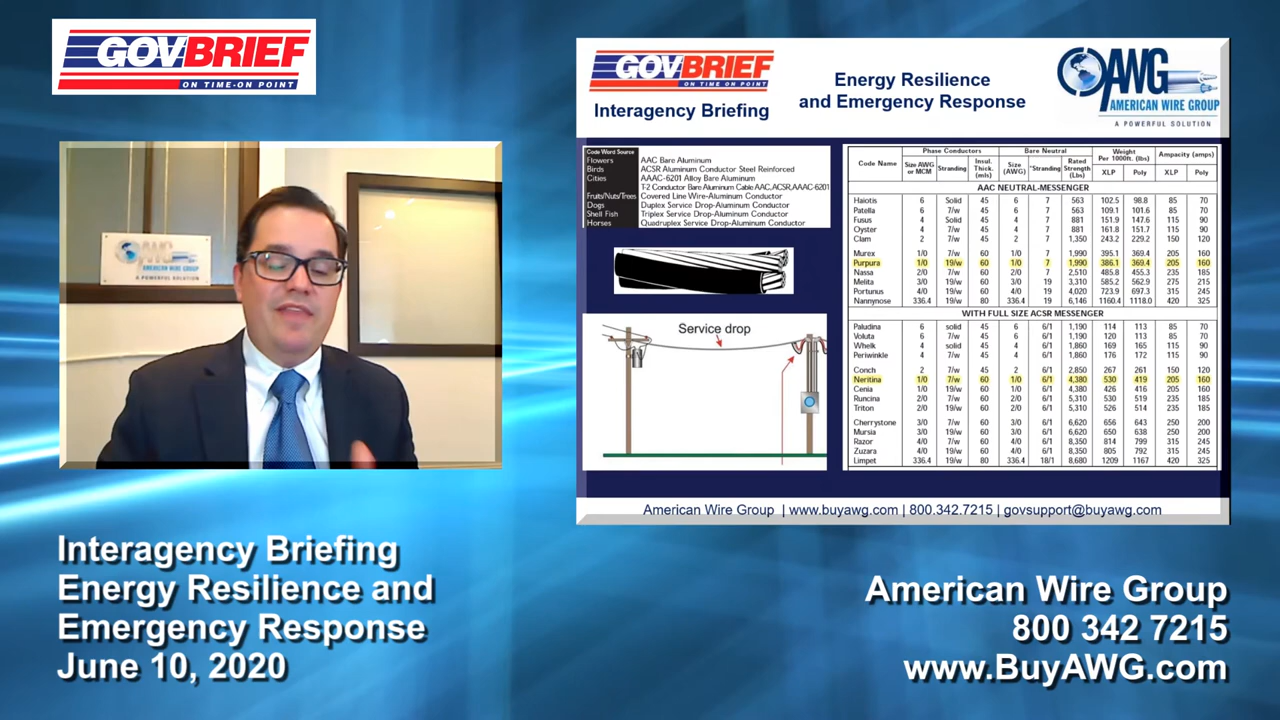 GOVBRIEF
ON TIME-ON POINT
AWG
AMERICAN WIRE GROUP
A POWERFUL SOLUTION
Interagency Briefing
Energy Resilience and
Emergency Response
June 10, 2020
GOVBRIEF
ON TIME-ON POINT
Interagency Briefing
Energy Resilience
and Emergency Response
AWG
AMERICAN WIRE GROUP
A POWERFUL SOLUTION
Code Word Source
Flowers AAC Bare Aluminum
Birds ACSR Aluminum Conductor Steel Reinforced
Cities AAAC-6201 Alloy Bare Aluminum
T-2 Conductor Bare Aluminum Cable AAC,ACSR,AAAC-6201
Fruits/Nuts/Trees Covered Line Wire-Aluminum Conductor
Dogs Duplex Service Drop-Aluminum Conductor
Shell Fish Triplex Service Drop-Aluminum Conductor
Horses Quadruplex Service Drop-Aluminum Conductor
Service drop
Phase Conductors Bare Neutral Weight Per 1000ft. (lbs) Ampacity (amps)
Code Name Size AWG or MCM Stranding Insul. Thick. (mls) Size (AWG) *Stranding Rated Strength (Lbs) XLP Poly XLP Poly
AAC NEUTRAL-MESSENGER
Haiotis 6 Solid 45 6 7 563 102.5 98.8 85 70
Patella 6 7/w 45 6 7 563 109.1 101.6 85 70
Fusus 4 Solid 45 4 7 881 151.9 147.6 115 90
Oyster 4 7/w 45 4 7 881 161.8 151.7 115 90
Clam 2 7/w 45 2 7 1,350 243.2 229.2 150 120
Murex 1/0 7/w 60 1/0 7 1,990 395.1 369.4 205 160
Purpura 1/0 19/w 60 1/0 7 1,990 386.1 369.4 205 160
Nassa 2/0 7/w 60 2/0 7 2,510 485.8 455.3 235 185
Melita 3/0 19/w 60 3/0 19 3,310 585.2 562.9 275 215
Portunus 4/0 19/w 60 4/0 19 4,020 723.9 697.3 315 245
Nannynose 336.4 19/w 80 336.4 19 6,146 1160.4 1118.0 420 325
WITH FULL SIZE ACSR MESSENGER
Paludina 6 solid 45 6 6/1 1,190 114 113 85 70
Voluta 6 7/w 45 6 6/1 1,190 120 113 85 70
Whelk 4 solid 45 4 6/1 1,860 169 165 115 90
Periwinkle 4 7/w 45 4 6/1 1,860 176 172 115 90
Conch 2 7/w 45 2 6/1 2,850 267 261 150 120
Neritina 1/0 7/w 60 1/0 6/1 4,380 530 419 205 160
Cenia 1/0 19/w 60 1/0 6/1 4,380 426 416 205 160
Runcina 2/0 7/w 60 2/0 6/1 5,310 530 519 235 185
Triton 2/0 19/w 60 2/0 6/1 5,310 526 514 235 185
Cherrystone 3/0 7/w 60 3/0 6/1 6,620 656 643 250 200
Mursia 3/0 19/w 60 3/0 6/1 6,620 650 638 250 200
Razor 4/0 7/w 60 4/0 6/1 8,350 814 799 315 245
Zuzara 4/0 19/w 60 4/0 6/1 8,350 805 792 315 245
Limpet 336.4 19/w 80 336.4 18/1 8,680 1209 1167 420 325
American Wire Group | www.buyawg.com | 800.342.7215 | govsupport@buyawg.com
American Wire Group
800 342 7215
www.BuyAWG.com